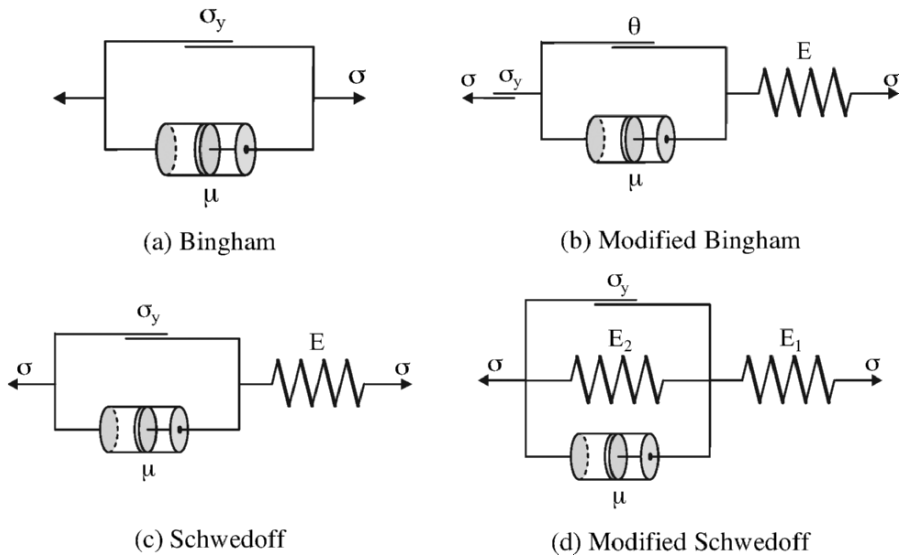 σy
σ
μ
(a) Bingham
θ
E
σ
σy
σ
μ
(b) Modified Bingham
σy
E
σ
σ
μ
(c) Schwedoff
σy
E2
E1
σ
σ
μ
(d) Modified Schwedoff